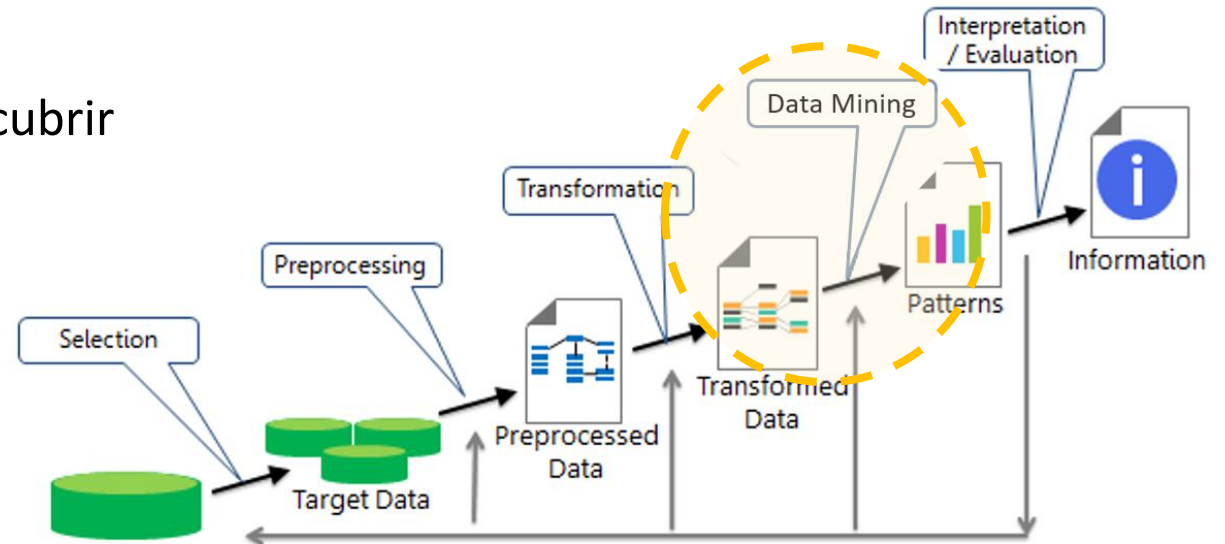 Interpretation
/ Evaluation
cubrir
Data Mining
Transformation
Preprocessing
Selection
Information
Patterns
Transformed
Data
Preprocessed
Data
Target Data